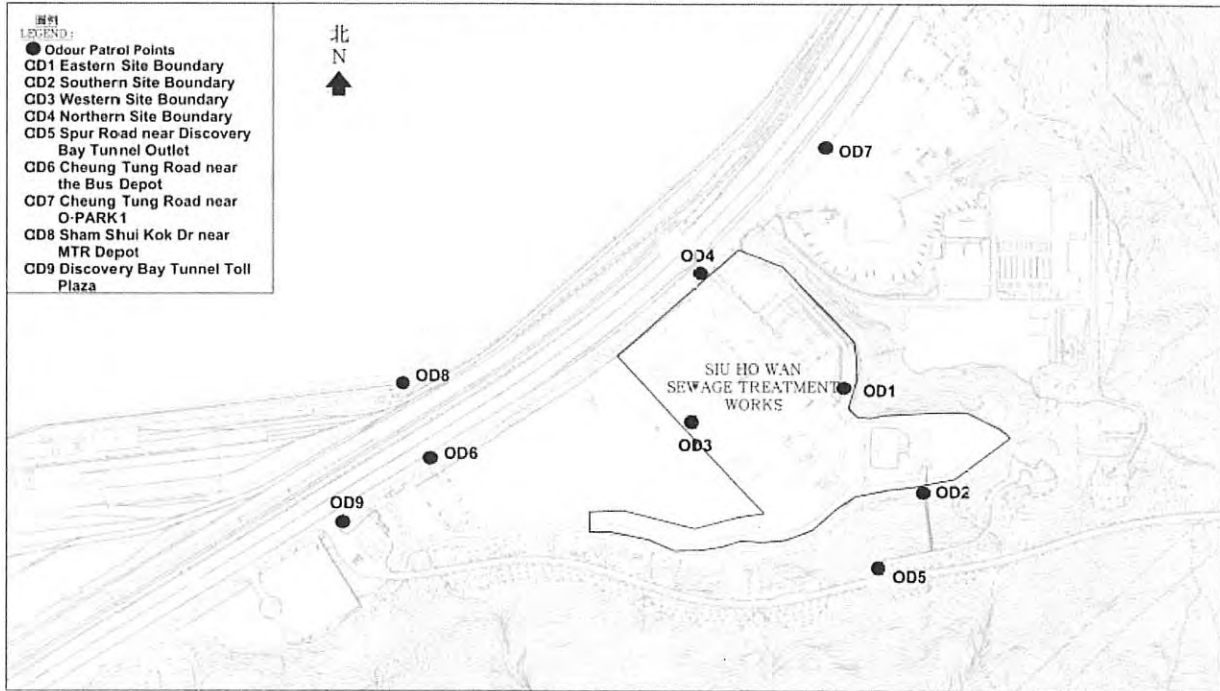 圖例
LEGEND:
Odour Patrol Points
OD1 Eastern Site Boundary
OD2 Southern Site Boundary
OD3 Western Site Boundary
OD4 Northern Site Boundary
OD5 Spur Road near Discovery
Bay Tunnel Outlet
OD6 Cheung Tung Road near
the Bus Depot
OD7 Cheung Tung Road near
O-PARK1
OD8 Sham Shui Kok Dr near
MTR Depot
OD9 Discovery Bay Tunnel Toll
Plaza
北
N
OD7
OD4
OD8
SIU HO WAN
SEWAGE TREATMENT
WORKS
OD1
OD3
OD6
OD2
OD9
OD5